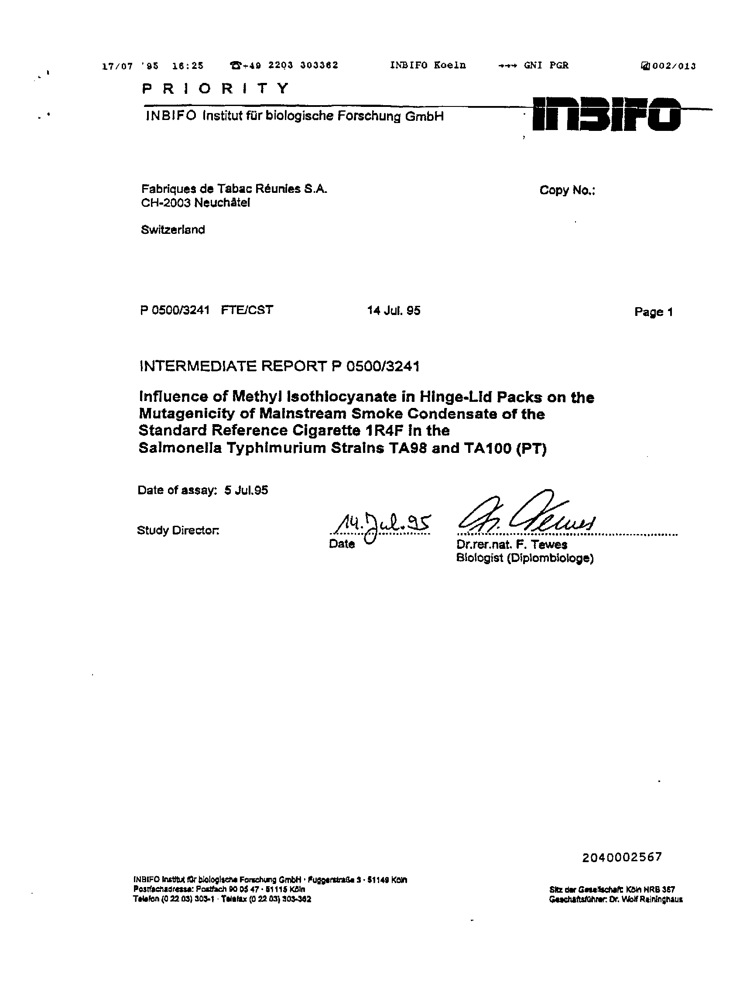 17/07 '95 16:25 ☎+49 2203 303362 INBIFO Koeln →→→ GNI PGR 002/013
P R I O R I T Y
INBIFO Institut für biologische Forschung GmbH
INBIFO
Fabriques de Tabac Réunies S.A.
Copy No.:
CH-2003 Neuchâtel
Switzerland
P 0500/3241 FTE/CST 14 Jul. 95 Page 1
INTERMEDIATE REPORT P 0500/3241
Influence of Methyl Isothiocyanate in Hinge-Lid Packs on the
Mutagenicity of Mainstream Smoke Condensate of the
Standard Reference Cigarette 1R4F in the
Salmonella Typhimurium Strains TA98 and TA100 (PT)
Date of assay: 5 Jul.95
Study Director:
14. Jul. 95
F. Tewes
Date
Dr.rer.nat. F. Tewes
Biologist (Diplombiologe)
2040002567
INBIFO Institut für biologische Forschung GmbH · Fuggerstraße 3 · 51149 Köln
Postfachadresse: Postfach 90 05 47 · 51115 Köln
Telefon (0 22 03) 303-1 · Telefax (0 22 03) 303-362
Sitz der Gesellschaft: Köln HRB 367
Geschäftsführer: Dr. Wolf Reininghaus